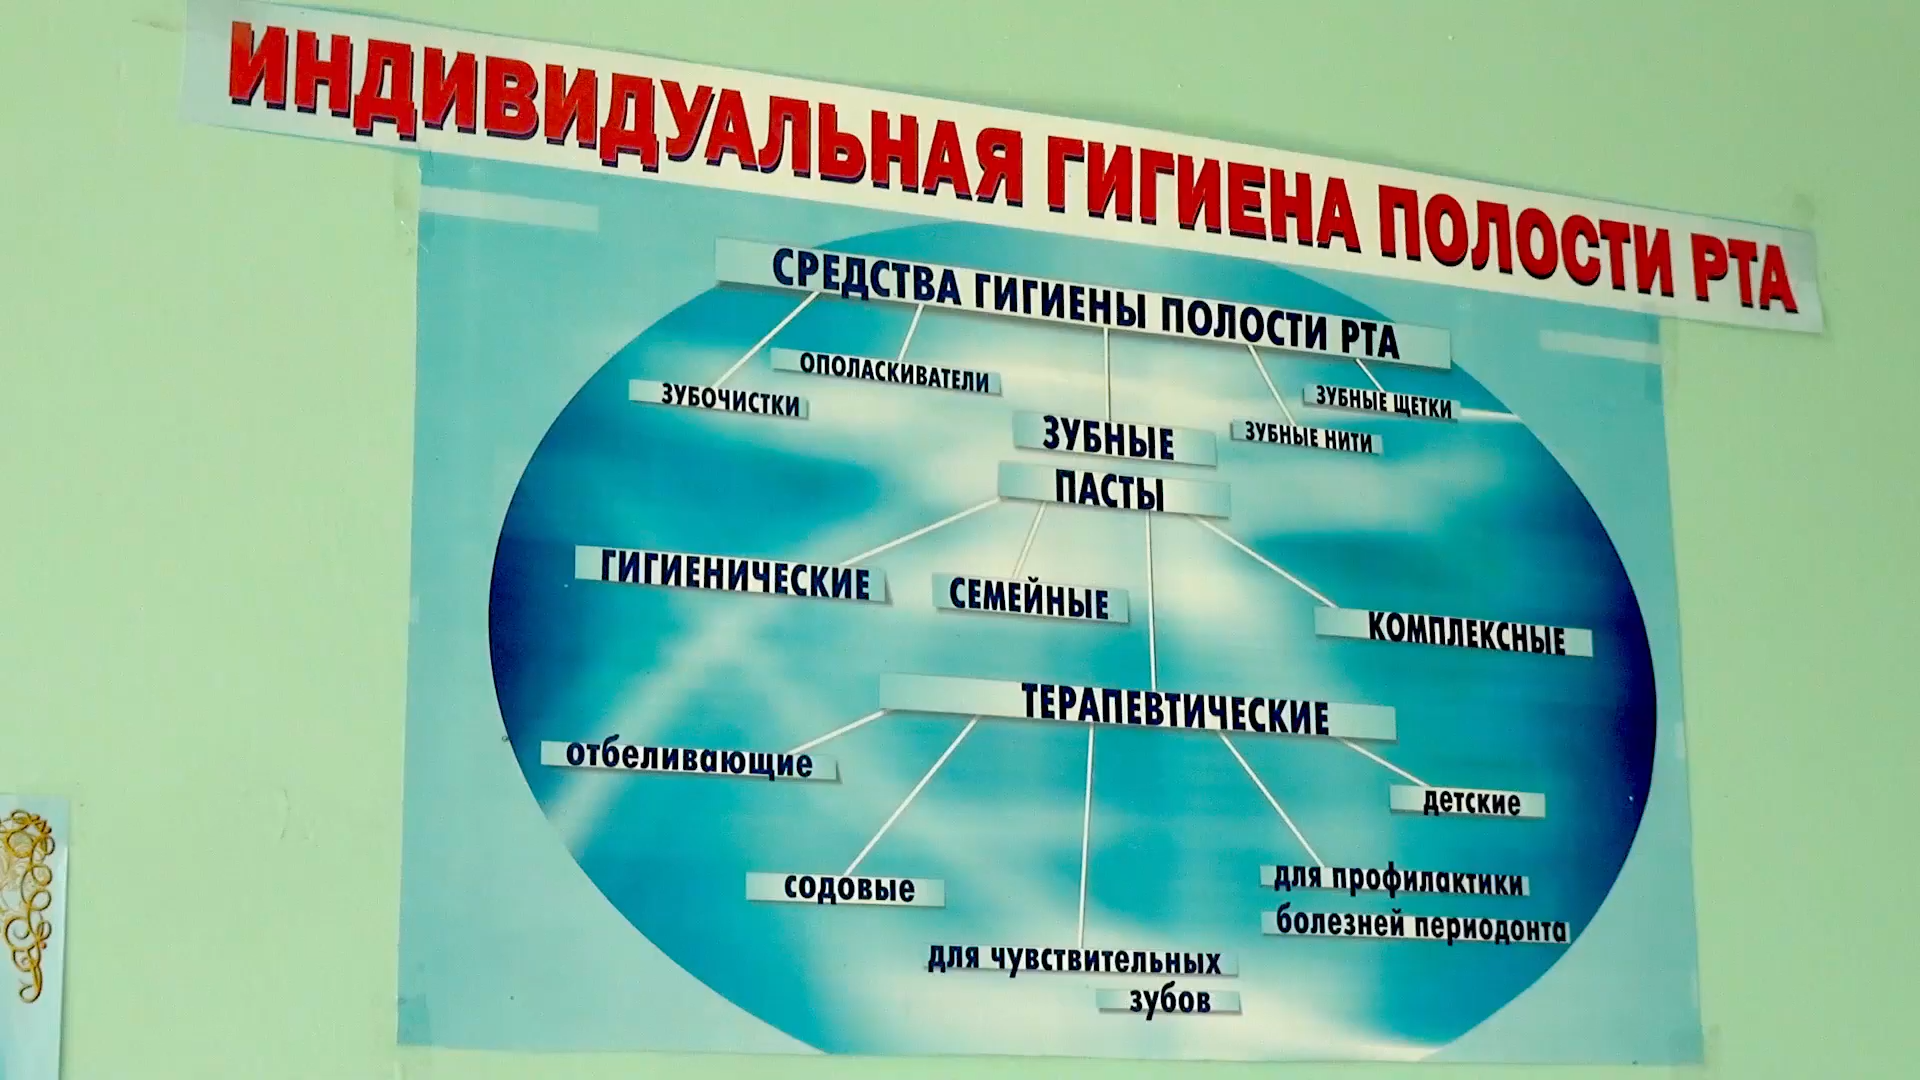 ИНДИВИДУАЛЬНАЯ ГИГИЕНА ПОЛОСТИ РТА
СРЕДСТВА ГИГИЕНЫ ПОЛОСТИ РТА
ЗУБОЧИСТКИ
ОПОЛАСКИВАТЕЛИ
ЗУБНЫЕ
ПАСТЫ
ЗУБНЫЕ НИТИ
ЗУБНЫЕ ЩЕТКИ
ГИГИЕНИЧЕСКИЕ
СЕМЕЙНЫЕ
КОМПЛЕКСНЫЕ
ТЕРАПЕВТИЧЕСКИЕ
отбеливающие
содовые
для чувствительных
зубов
для профилактики
болезней периодонта
детские